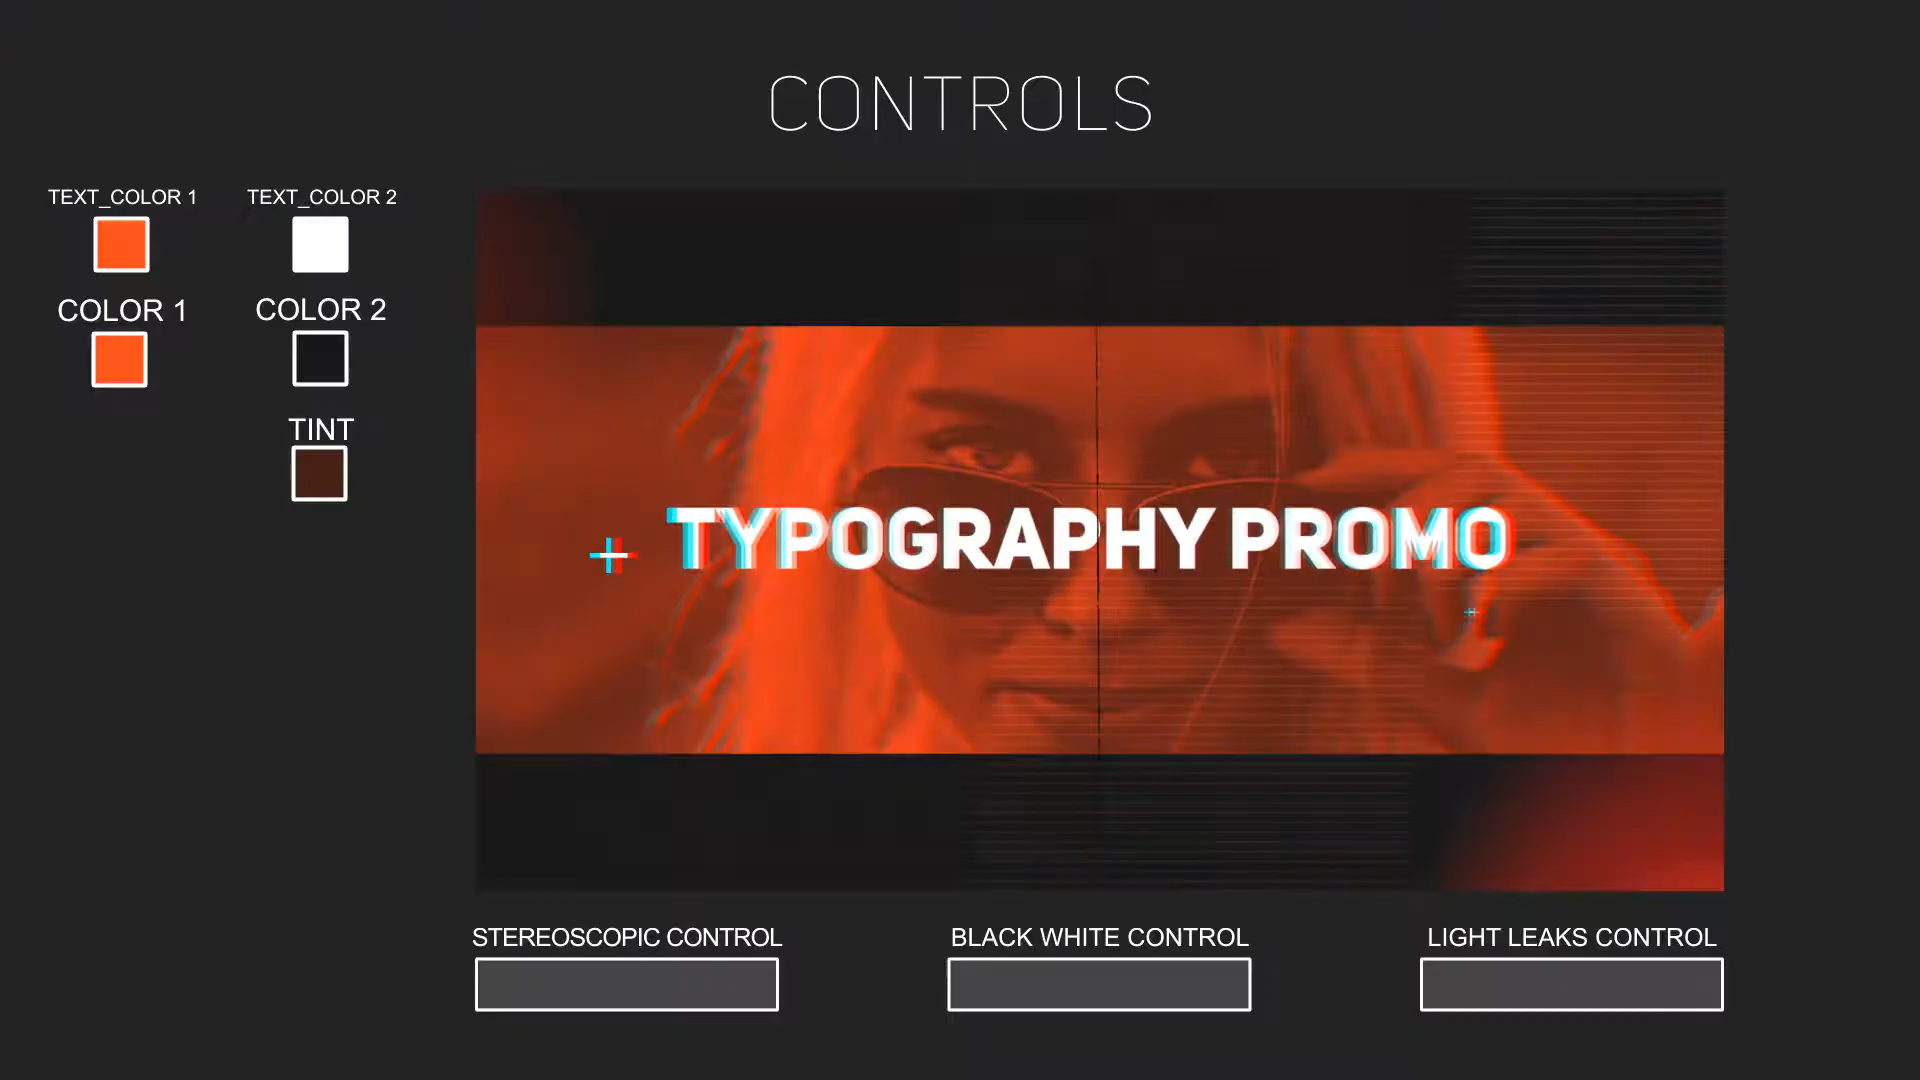 CONTROLS
TEXT_COLOR 1
TEXT_COLOR 2
COLOR 1
COLOR 2
TINT
TYPOGRAPHY PROMO
STEREOSCOPIC CONTROL
BLACK WHITE CONTROL
LIGHT LEAKS CONTROL